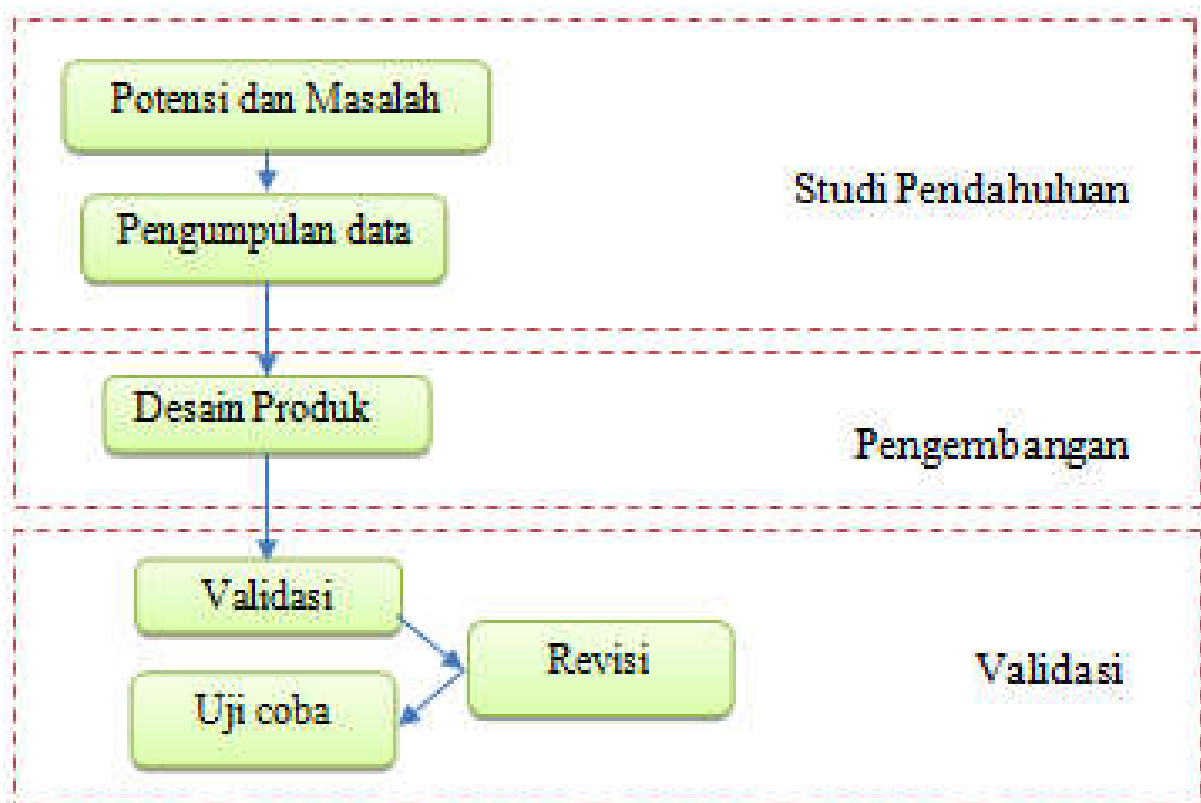 Potensi dan Masalah
Studi Pendahuluan
Pengumpulan data
Desain Produk
Pengembangan
Validasi
Revisi
Validasi
Uji coba